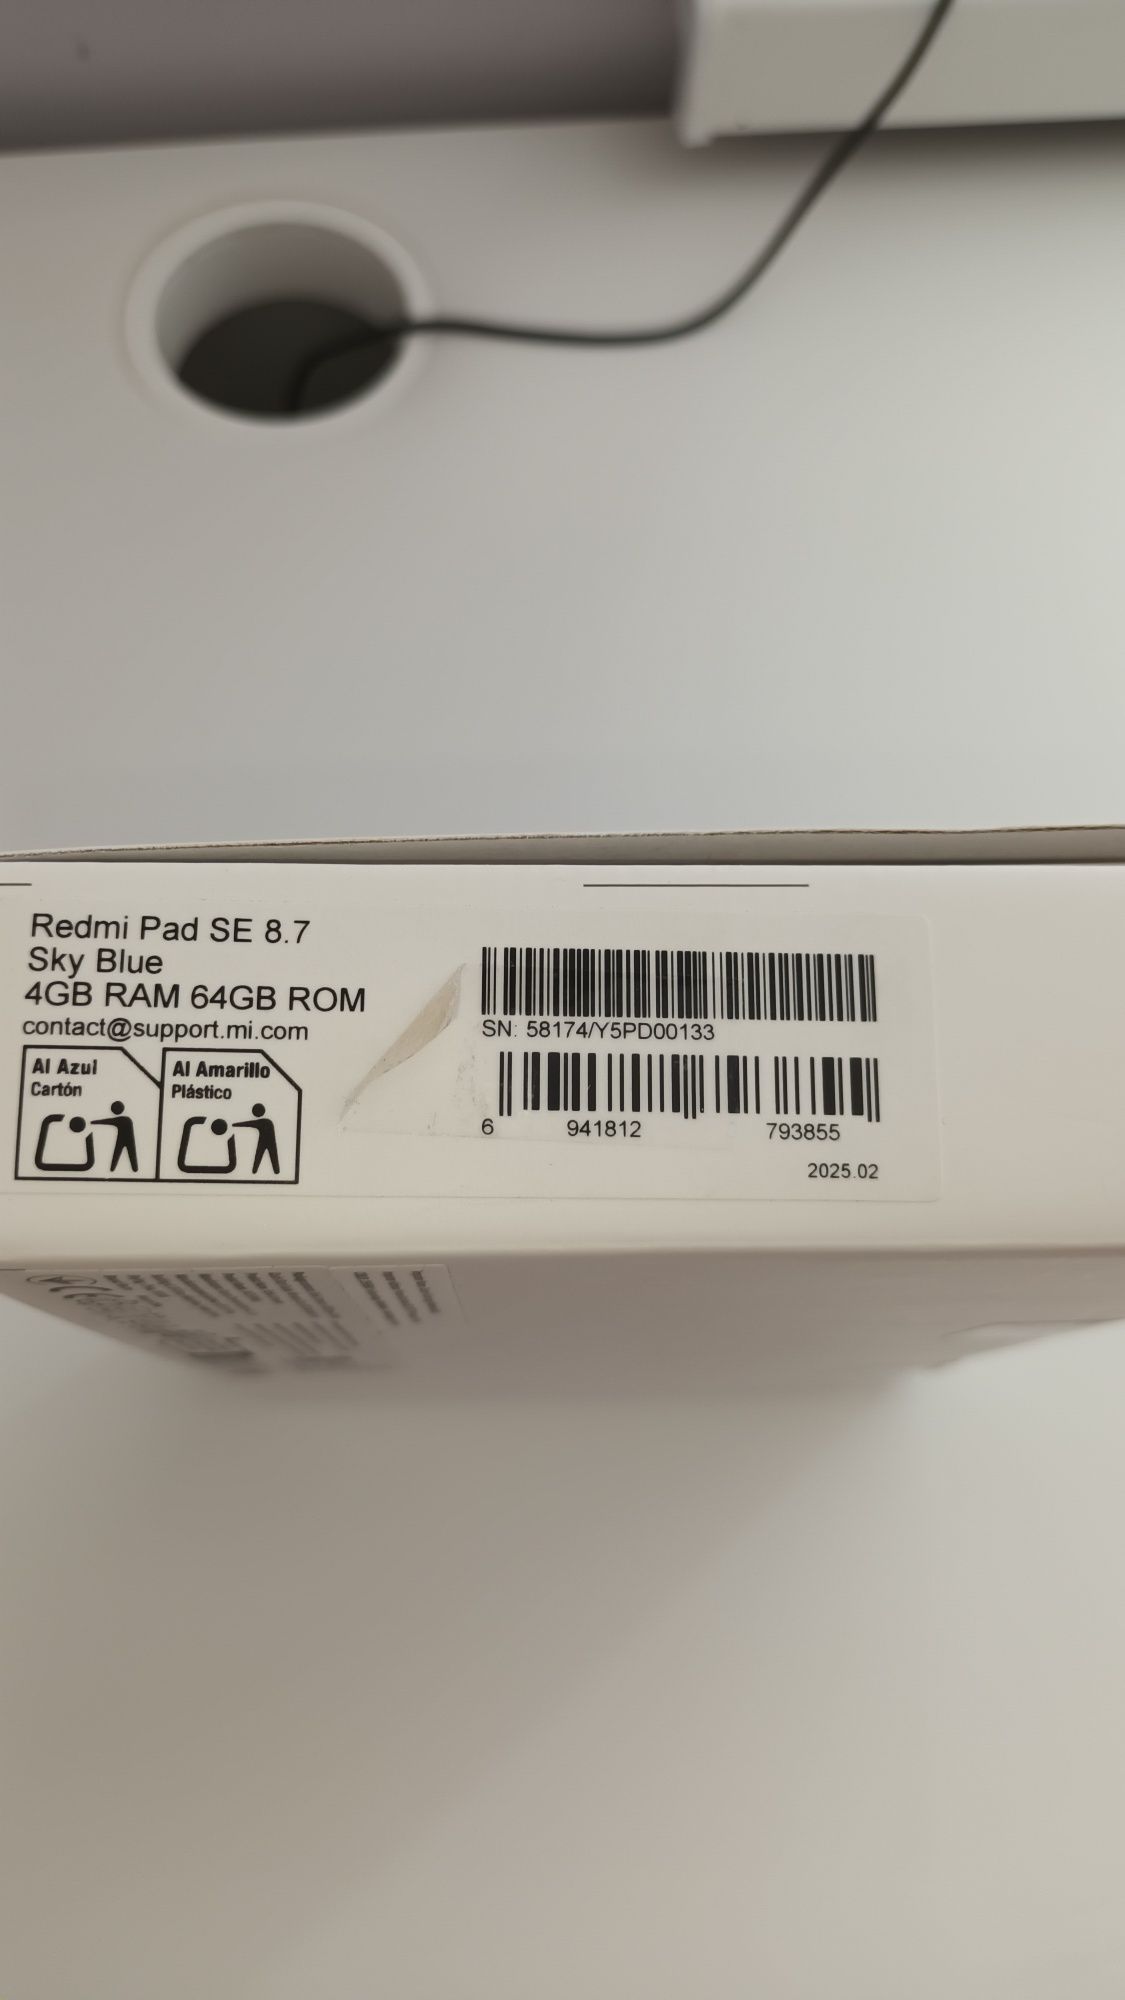 Redmi Pad SE 8.7
Sky Blue
4GB RAM 64GB ROM
contact@support.mi.com
Al Azul
Cartón
Al Amarillo
Plástico
SN: 58174/Y5PD00133
6 941812 793855
2025.02